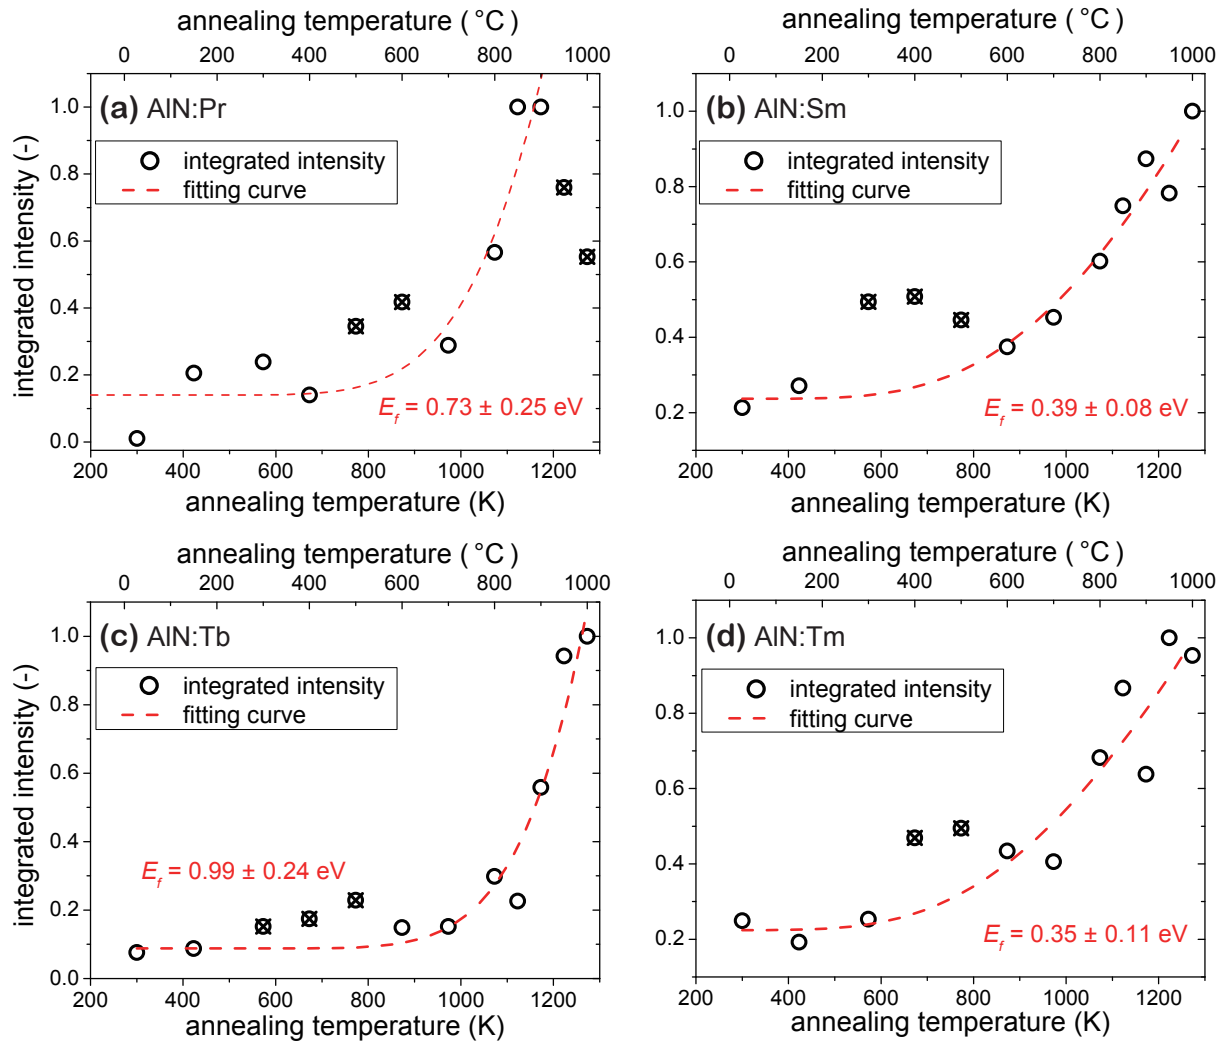 annealing temperature ( °C )
0 200 400 600 800 1000
(a) AlN:Pr
integrated intensity
fitting curve
integrated intensity (-)
1.0
0.8
0.6
0.4
0.2
0.0
E_f = 0.73 ± 0.25 eV
200 400 600 800 1000 1200
annealing temperature (K)
annealing temperature ( °C )
0 200 400 600 800 1000
(b) AlN:Sm
integrated intensity
fitting curve
1.0
0.8
0.6
0.4
0.2
E_f = 0.39 ± 0.08 eV
200 400 600 800 1000 1200
annealing temperature (K)
annealing temperature ( °C )
0 200 400 600 800 1000
(c) AlN:Tb
integrated intensity
fitting curve
integrated intensity (-)
1.0
0.8
0.6
0.4
0.2
0.0
E_f = 0.99 ± 0.24 eV
200 400 600 800 1000 1200
annealing temperature (K)
annealing temperature ( °C )
0 200 400 600 800 1000
(d) AlN:Tm
integrated intensity
fitting curve
1.0
0.8
0.6
0.4
0.2
E_f = 0.35 ± 0.11 eV
200 400 600 800 1000 1200
annealing temperature (K)